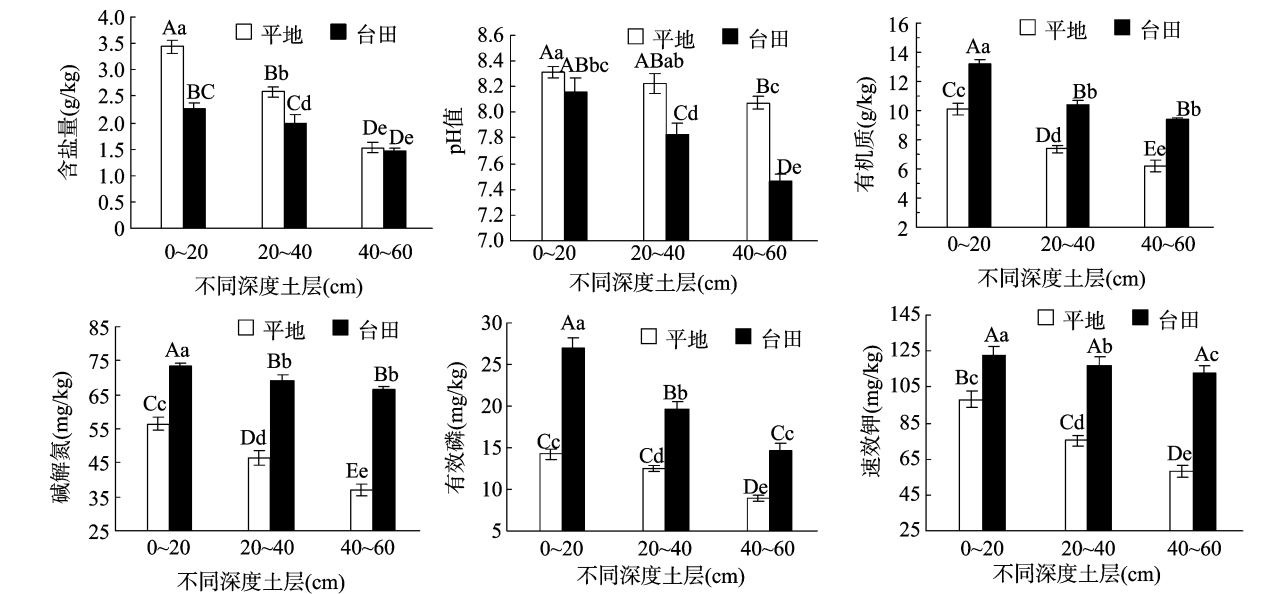 含盐量(g/kg)
4.0
3.5
3.0
2.5
2.0
1.5
1.0
0.5
0
平地 台田
Aa
BC
Bb
Cd
De
De
0~20 20~40 40~60
不同深度土层(cm)
pH值
8.6
8.4
8.2
8.0
7.8
7.6
7.4
7.2
7.0
平地 台田
Aa
ABbc
ABab
Cd
Bc
De
0~20 20~40 40~60
不同深度土层(cm)
有机质(g/kg)
16
14
12
10
8
6
4
2
平地 台田
Cc
Aa
Dd
Bb
Ee
Bb
0~20 20~40 40~60
不同深度土层(cm)
碱解氮(mg/kg)
85
75
65
55
45
35
25
平地 台田
Cc
Aa
Dd
Bb
Ee
Bb
0~20 20~40 40~60
不同深度土层(cm)
有效磷(mg/kg)
30
25
20
15
10
5
平地 台田
Cc
Aa
Cd
Bb
De
Cc
0~20 20~40 40~60
不同深度土层(cm)
速效钾(mg/kg)
145
125
105
85
65
45
25
平地 台田
Bc
Aa
Cd
Ab
De
Ac
0~20 20~40 40~60
不同深度土层(cm)